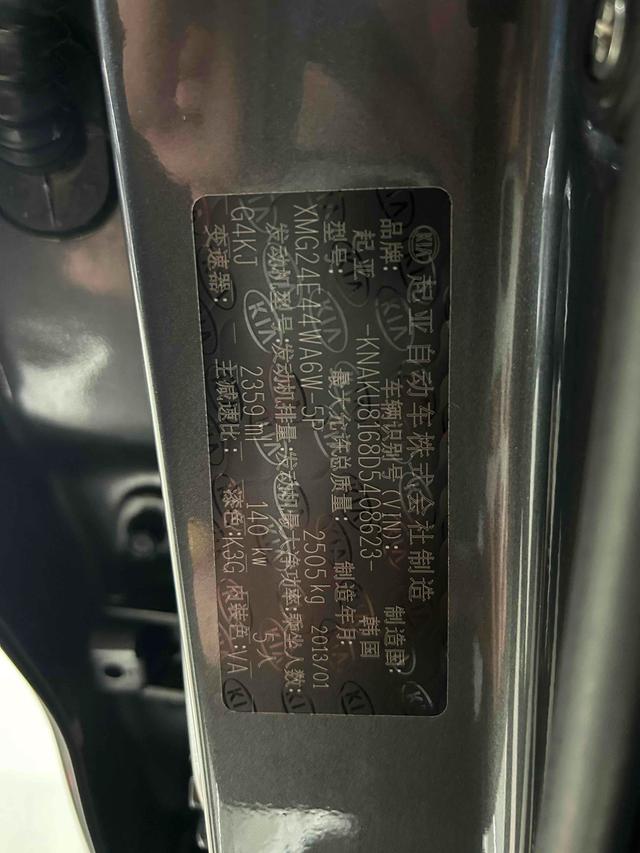 KIA 起亚自动车株式会社制造
品牌: 车辆识别号 (VIN): 制造国:
起亚 -KNAKU8168D5408623- 韩国
型号: 最大允许总质量: 制造年月:
XMG24E44WA6W-5P 2505kg 2013/01
发动机型号: 发动机排量: 发动机最大净功率: 乘坐人数:
G4KJ 2359ml 140 kw 5人
变速器: 主减速比: 漆色:K3G 内装色:VA